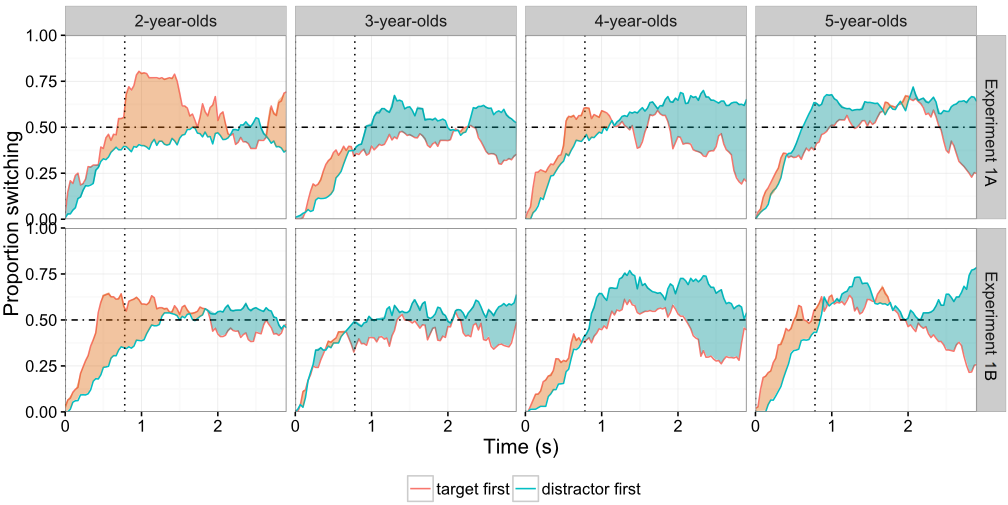 2-year-olds 3-year-olds 4-year-olds 5-year-olds
Proportion switching
1.00
0.75
0.50
0.25
0.00
Experiment 1A
1.00
0.75
0.50
0.25
0.00
Experiment 1B
0 1 2 0 1 2 0 1 2 0 1 2
Time (s)
target first distractor first